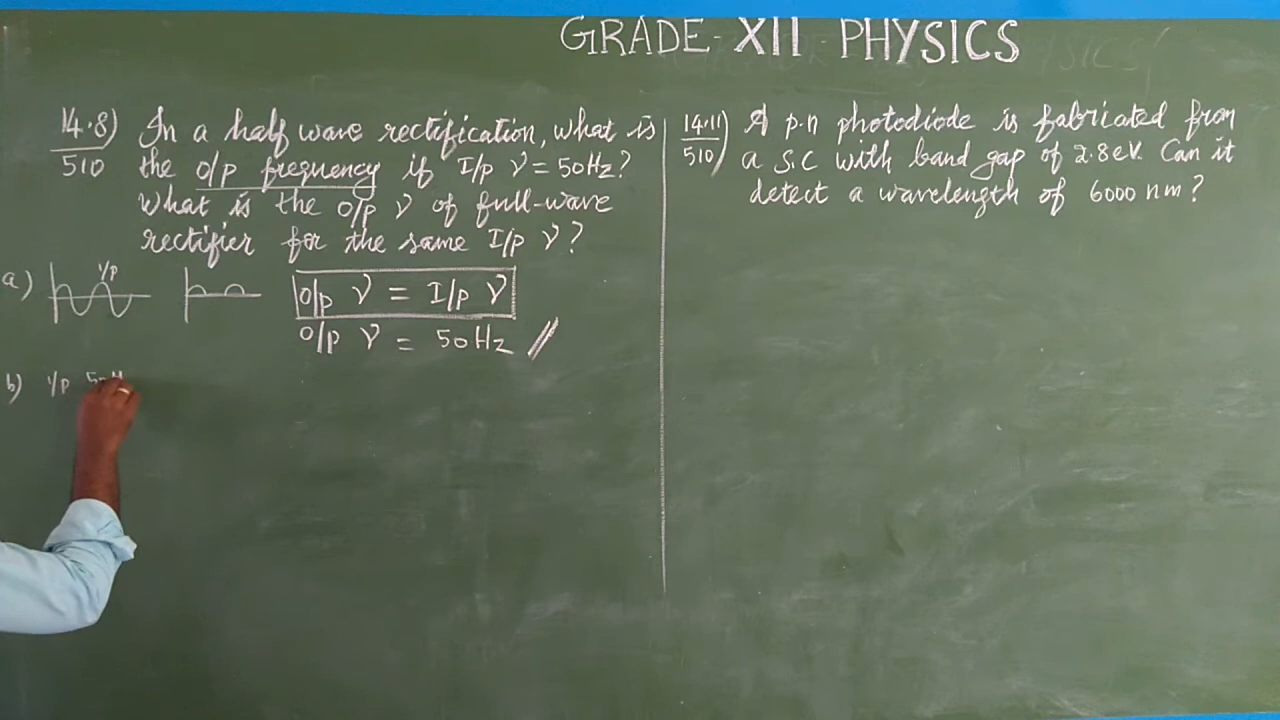 GRADE - XII - PHYSICS
14.8) In a half wave rectification, what is
510 the o/p frequency if I/p ν = 50Hz?
What is the o/p ν of full-wave
rectifier for the same I/p ν?
a) I/p
o/p ν = I/p ν
o/p ν = 50Hz //
b) I/p 50H
14.11) A p.n photodiode is fabricated from
510) a S.C with band gap of 2.8eV. Can it
detect a wavelength of 6000 nm?